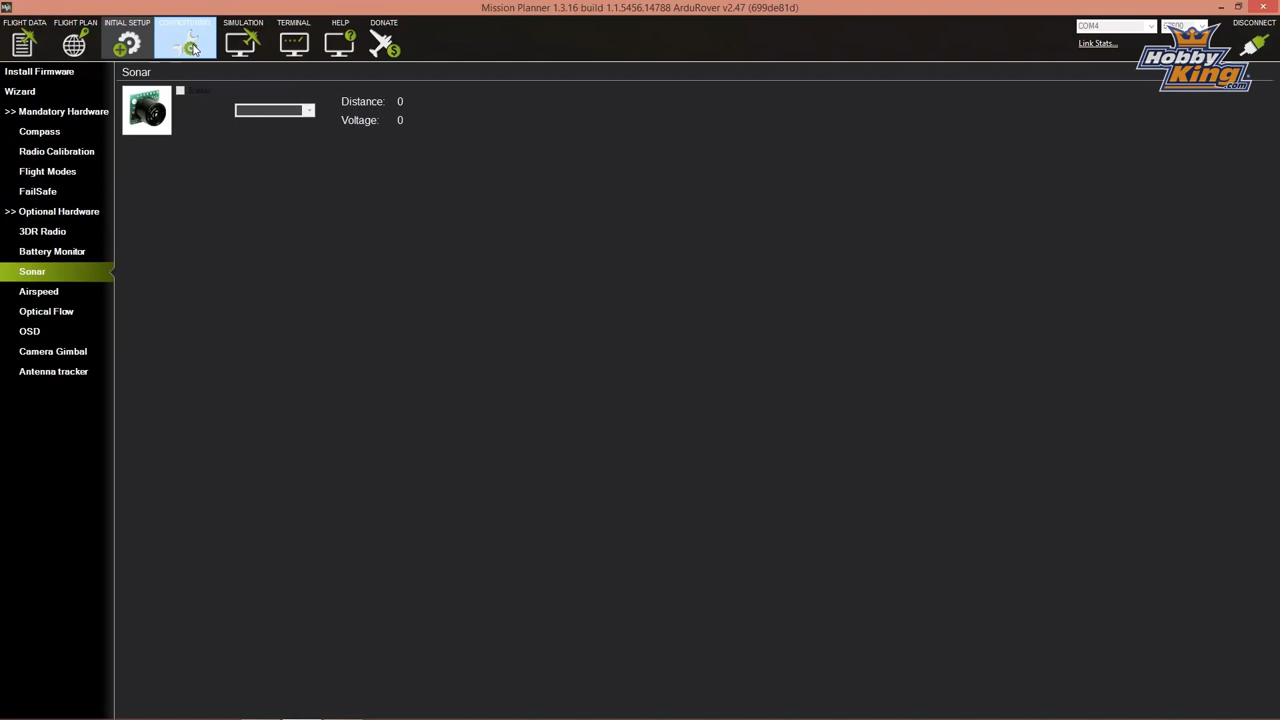 Mission Planner 1.3.16 build 1.1.5456.14788 ArduRover v2.47 (699de81d)
FLIGHT DATA
FLIGHT PLAN
INITIAL SETUP
SIMULATION
TERMINAL
HELP
DONATE
COM4
Link Stats...
DISCONNECT
Hobby
King
.com
Install Firmware
Wizard
>> Mandatory Hardware
Compass
Radio Calibration
Flight Modes
FailSafe
>> Optional Hardware
3DR Radio
Battery Monitor
Sonar
Airspeed
Optical Flow
OSD
Camera Gimbal
Antenna tracker
Sonar
Distance: 0
Voltage: 0